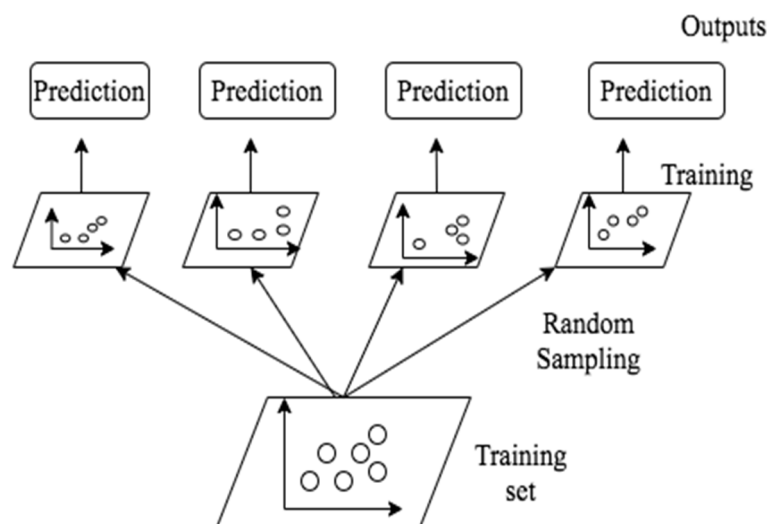 Outputs
Prediction Prediction Prediction Prediction
Training
Random
Sampling
Training
set